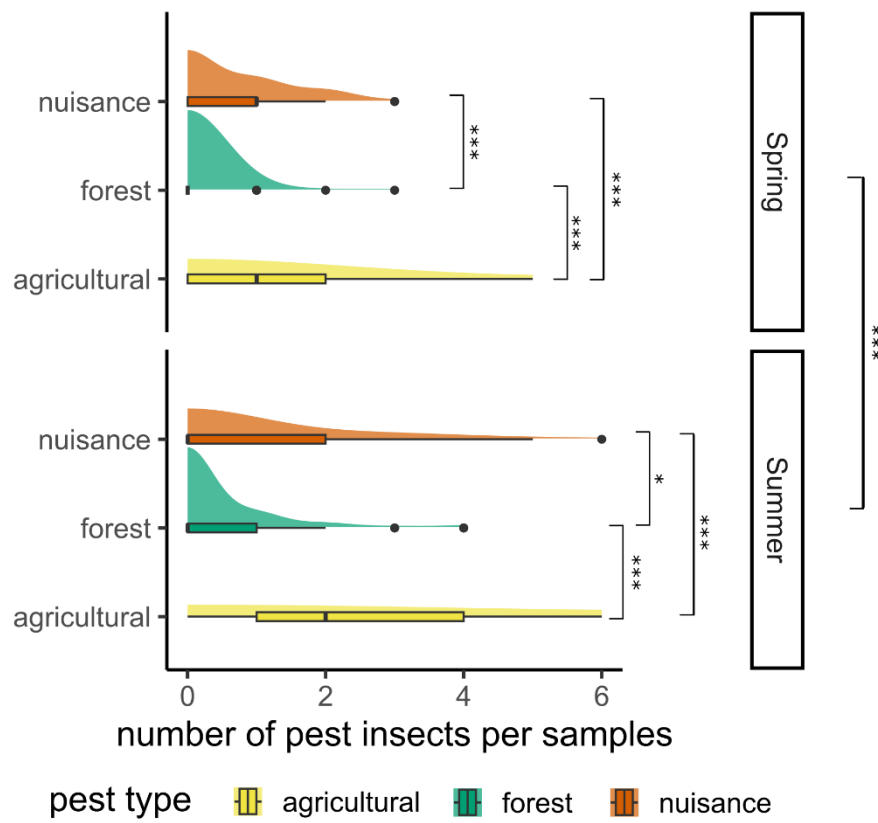 nuisance
forest
agricultural
***
***
***
Spring
nuisance
forest
agricultural
*
***
***
Summer
***
0 2 4 6
number of pest insects per samples
pest type agricultural forest nuisance